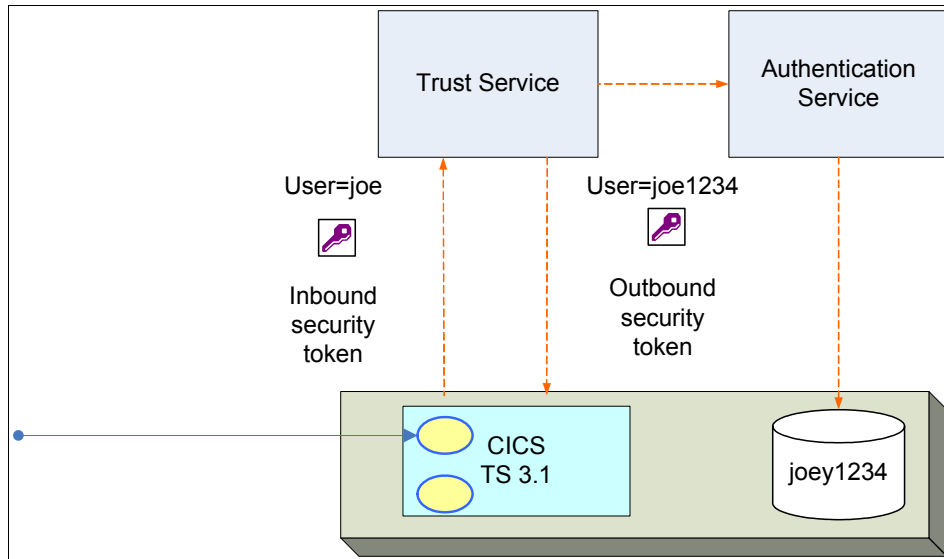 Trust Service
Authentication
Service
User=joe
User=joe1234
Inbound
security
token
Outbound
security
token
CICS
TS 3.1
joey1234